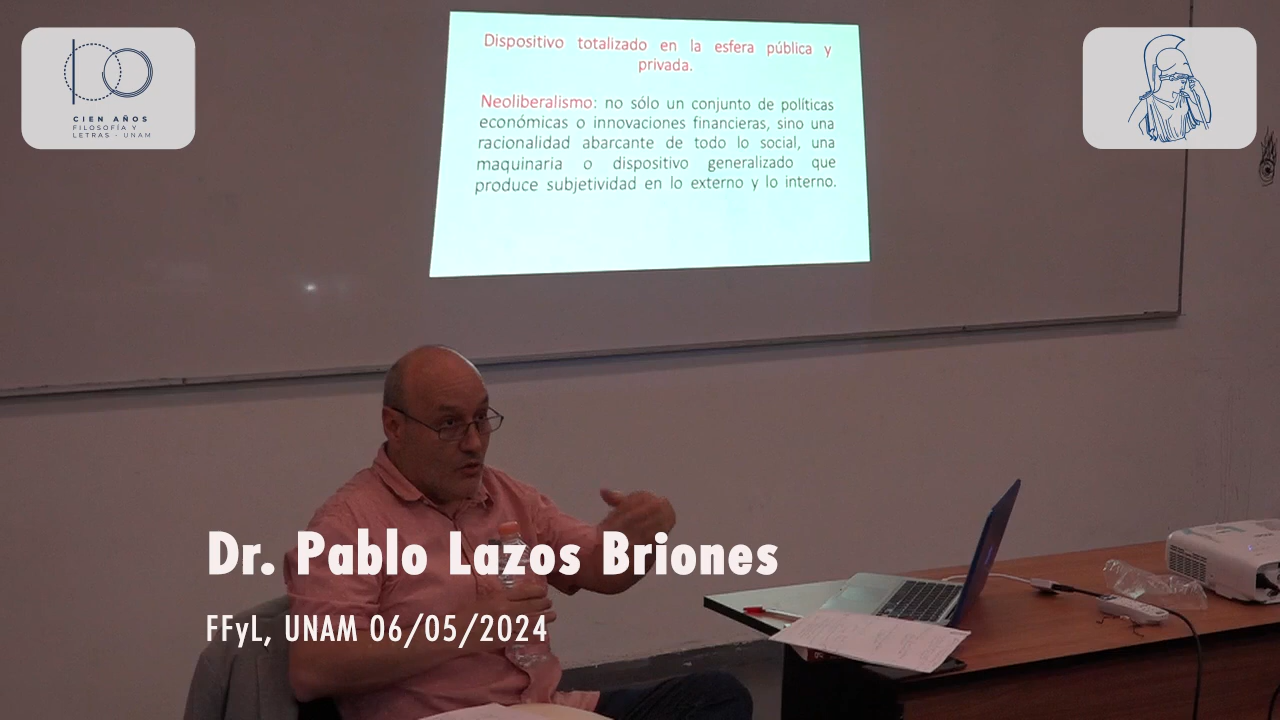 CIEN AÑOS
FILOSOFÍA Y
LETRAS · UNAM
Dispositivo totalizado en la esfera pública y
privada.
Neoliberalismo: no sólo un conjunto de políticas
económicas o innovaciones financieras, sino una
racionalidad abarcante de todo lo social, una
maquinaria o dispositivo generalizado que
produce subjetividad en lo externo y lo interno.
Dr. Pablo Lazos Briones
FFyL, UNAM 06/05/2024